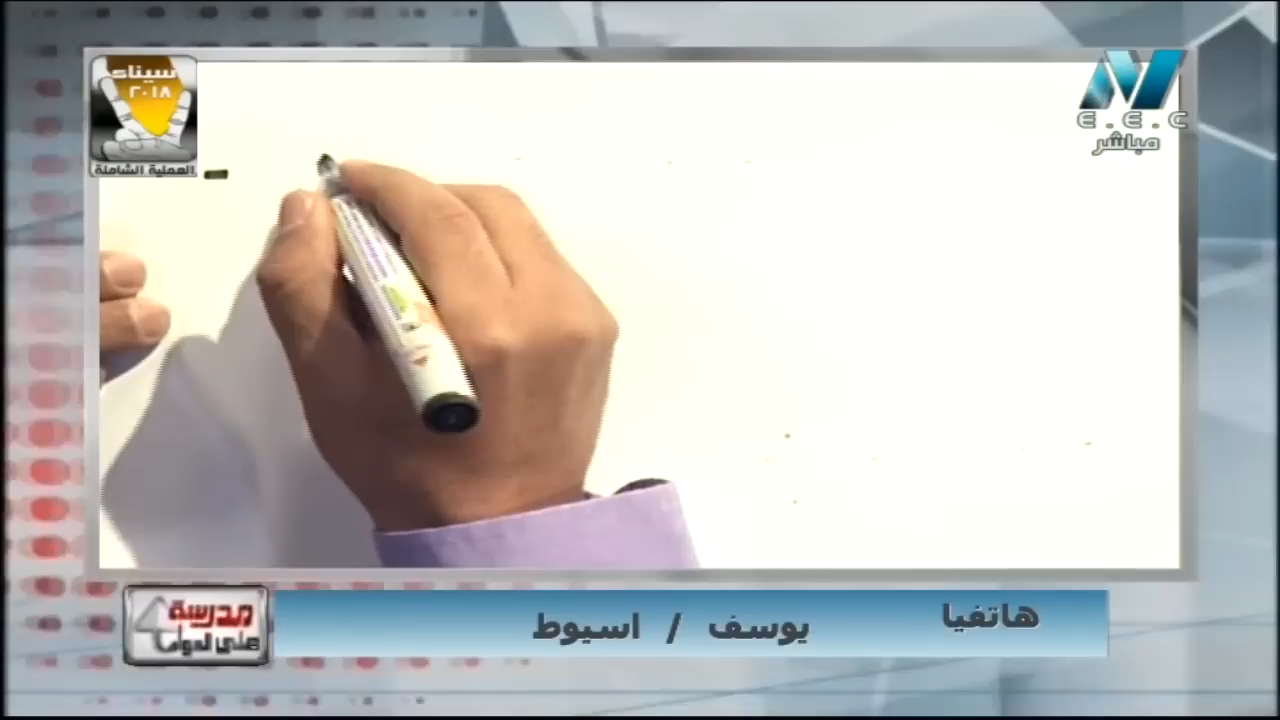 سيناء
٢٠١٨
العملية الشاملة
E.E.C
مباشر
هاتفيا
يوسف / اسيوط
مدرسة
على الهواء